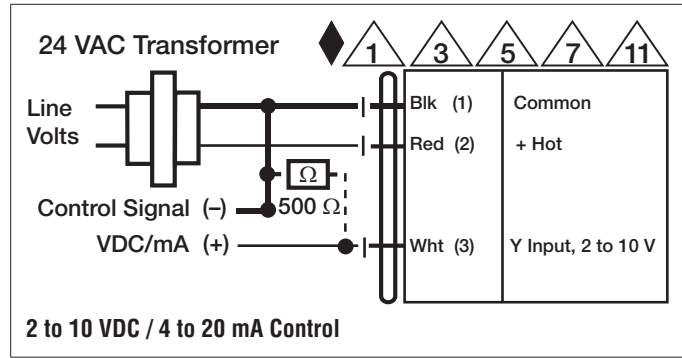 24 VAC Transformer
1 3 5 7 11
Line
Volts
Blk (1) Common
Red (2) + Hot
Ω
500 Ω
Control Signal (–)
VDC/mA (+)
Wht (3) Y Input, 2 to 10 V
2 to 10 VDC / 4 to 20 mA Control